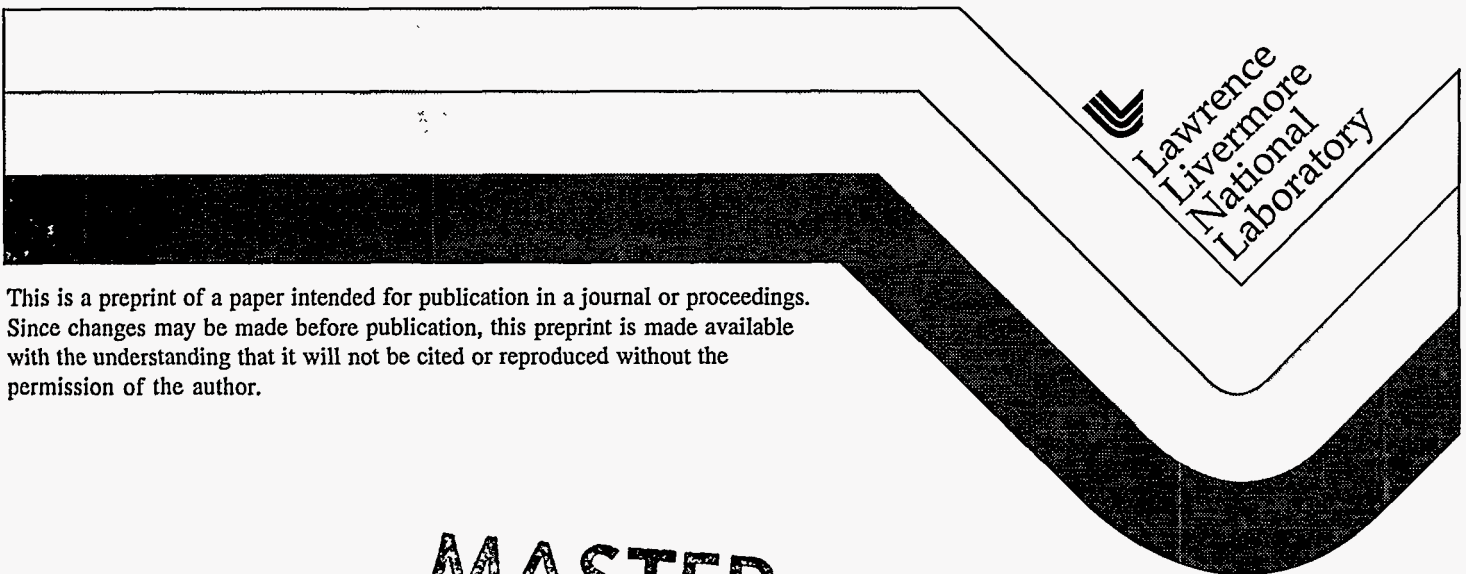 Lawrence
Livermore
National
Laboratory
This is a preprint of a paper intended for publication in a journal or proceedings.
Since changes may be made before publication, this preprint is made available
with the understanding that it will not be cited or reproduced without the
permission of the author.
MASTER